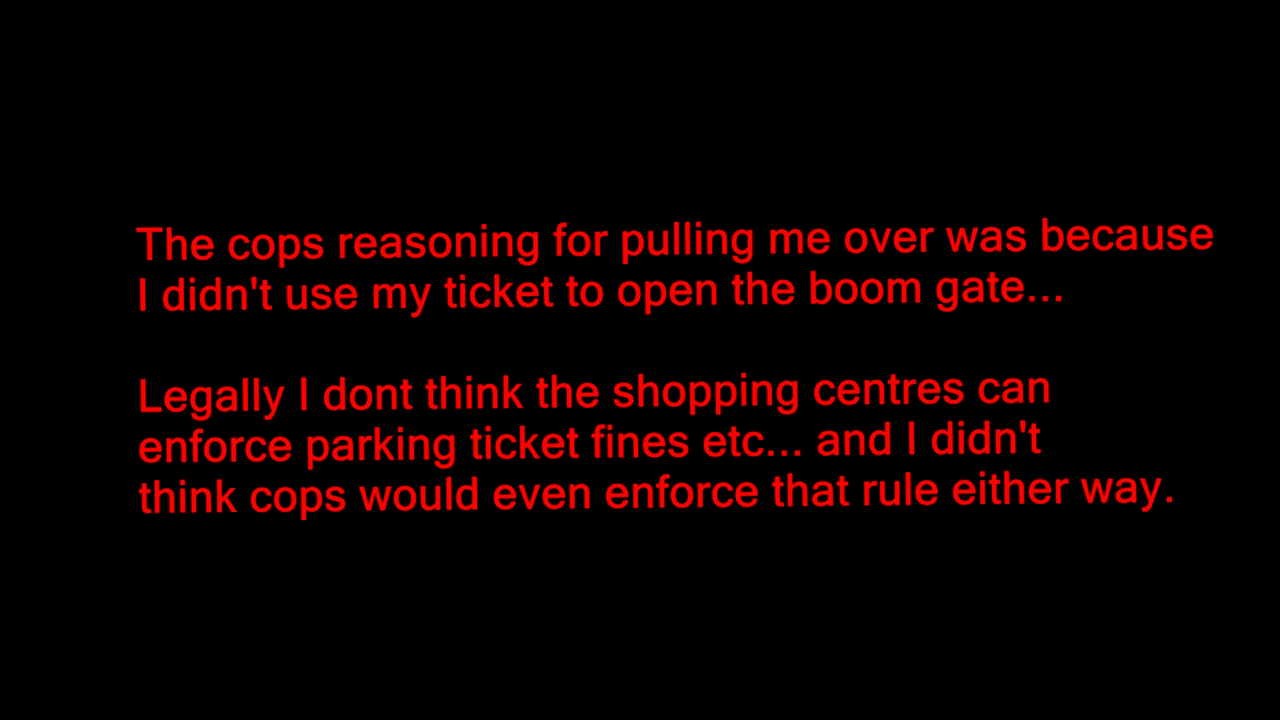 The cops reasoning for pulling me over was because
I didn't use my ticket to open the boom gate...
Legally I dont think the shopping centres can
enforce parking ticket fines etc... and I didn't
think cops would even enforce that rule either way.